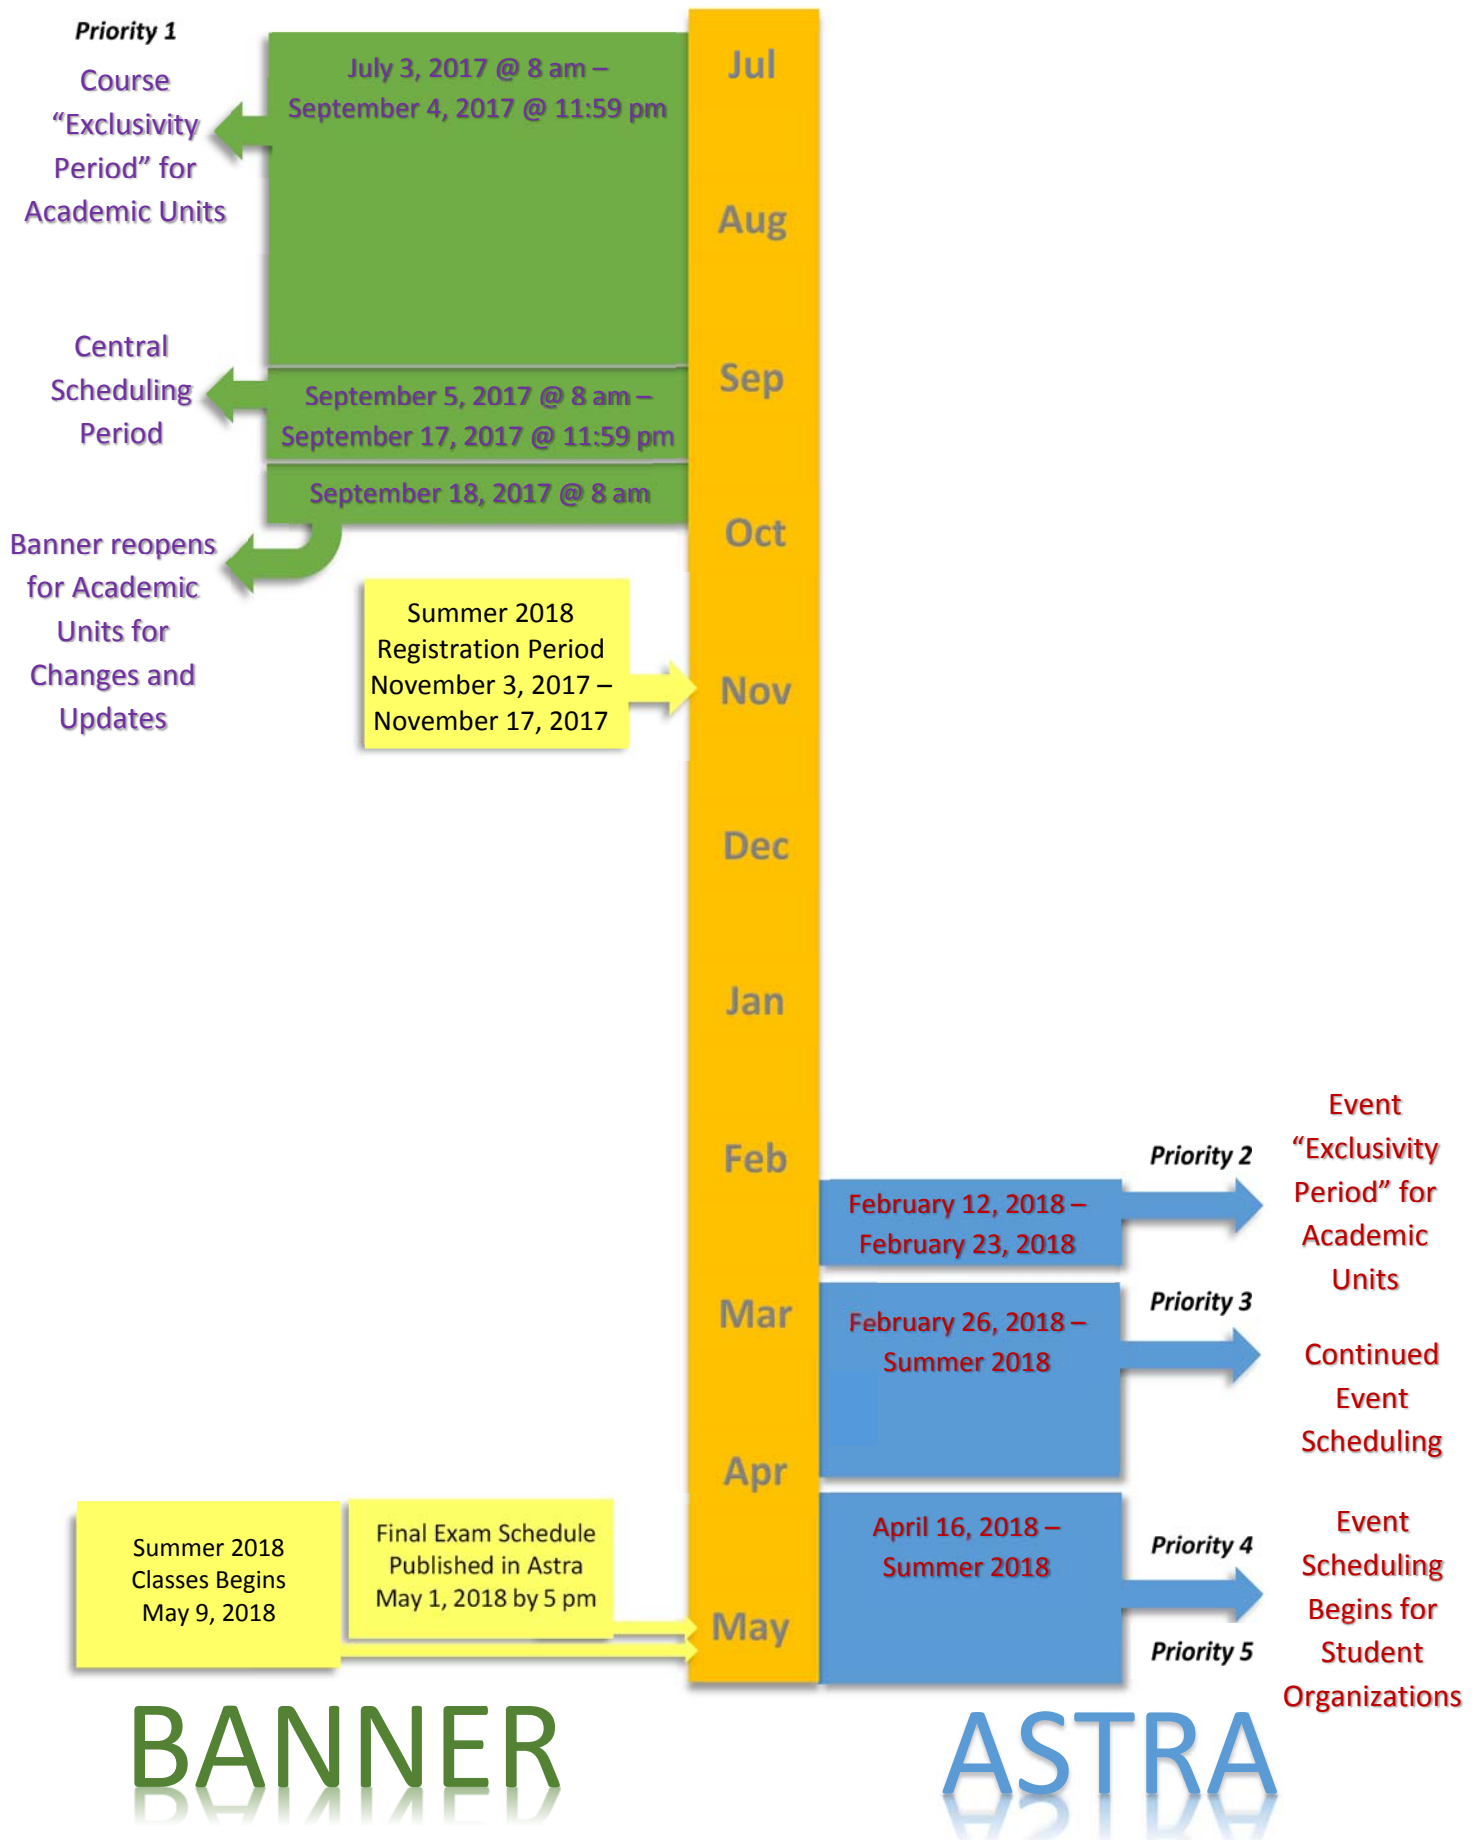 Priority 1
Course
“Exclusivity
Period” for
Academic Units
July 3, 2017 @ 8 am –
September 4, 2017 @ 11:59 pm
Jul
Aug
Central
Scheduling
Period
September 5, 2017 @ 8 am –
September 17, 2017 @ 11:59 pm
Sep
September 18, 2017 @ 8 am
Oct
Banner reopens
for Academic
Units for
Changes and
Updates
Summer 2018
Registration Period
November 3, 2017 –
November 17, 2017
Nov
Dec
Jan
Feb
February 12, 2018 –
February 23, 2018
Priority 2
Event
“Exclusivity
Period” for
Academic
Units
Mar
February 26, 2018 –
Summer 2018
Priority 3
Continued
Event
Scheduling
Apr
April 16, 2018 –
Summer 2018
Priority 4
Priority 5
Event
Scheduling
Begins for
Student
Organizations
Summer 2018
Classes Begins
May 9, 2018
Final Exam Schedule
Published in Astra
May 1, 2018 by 5 pm
May
BANNER
ASTRA